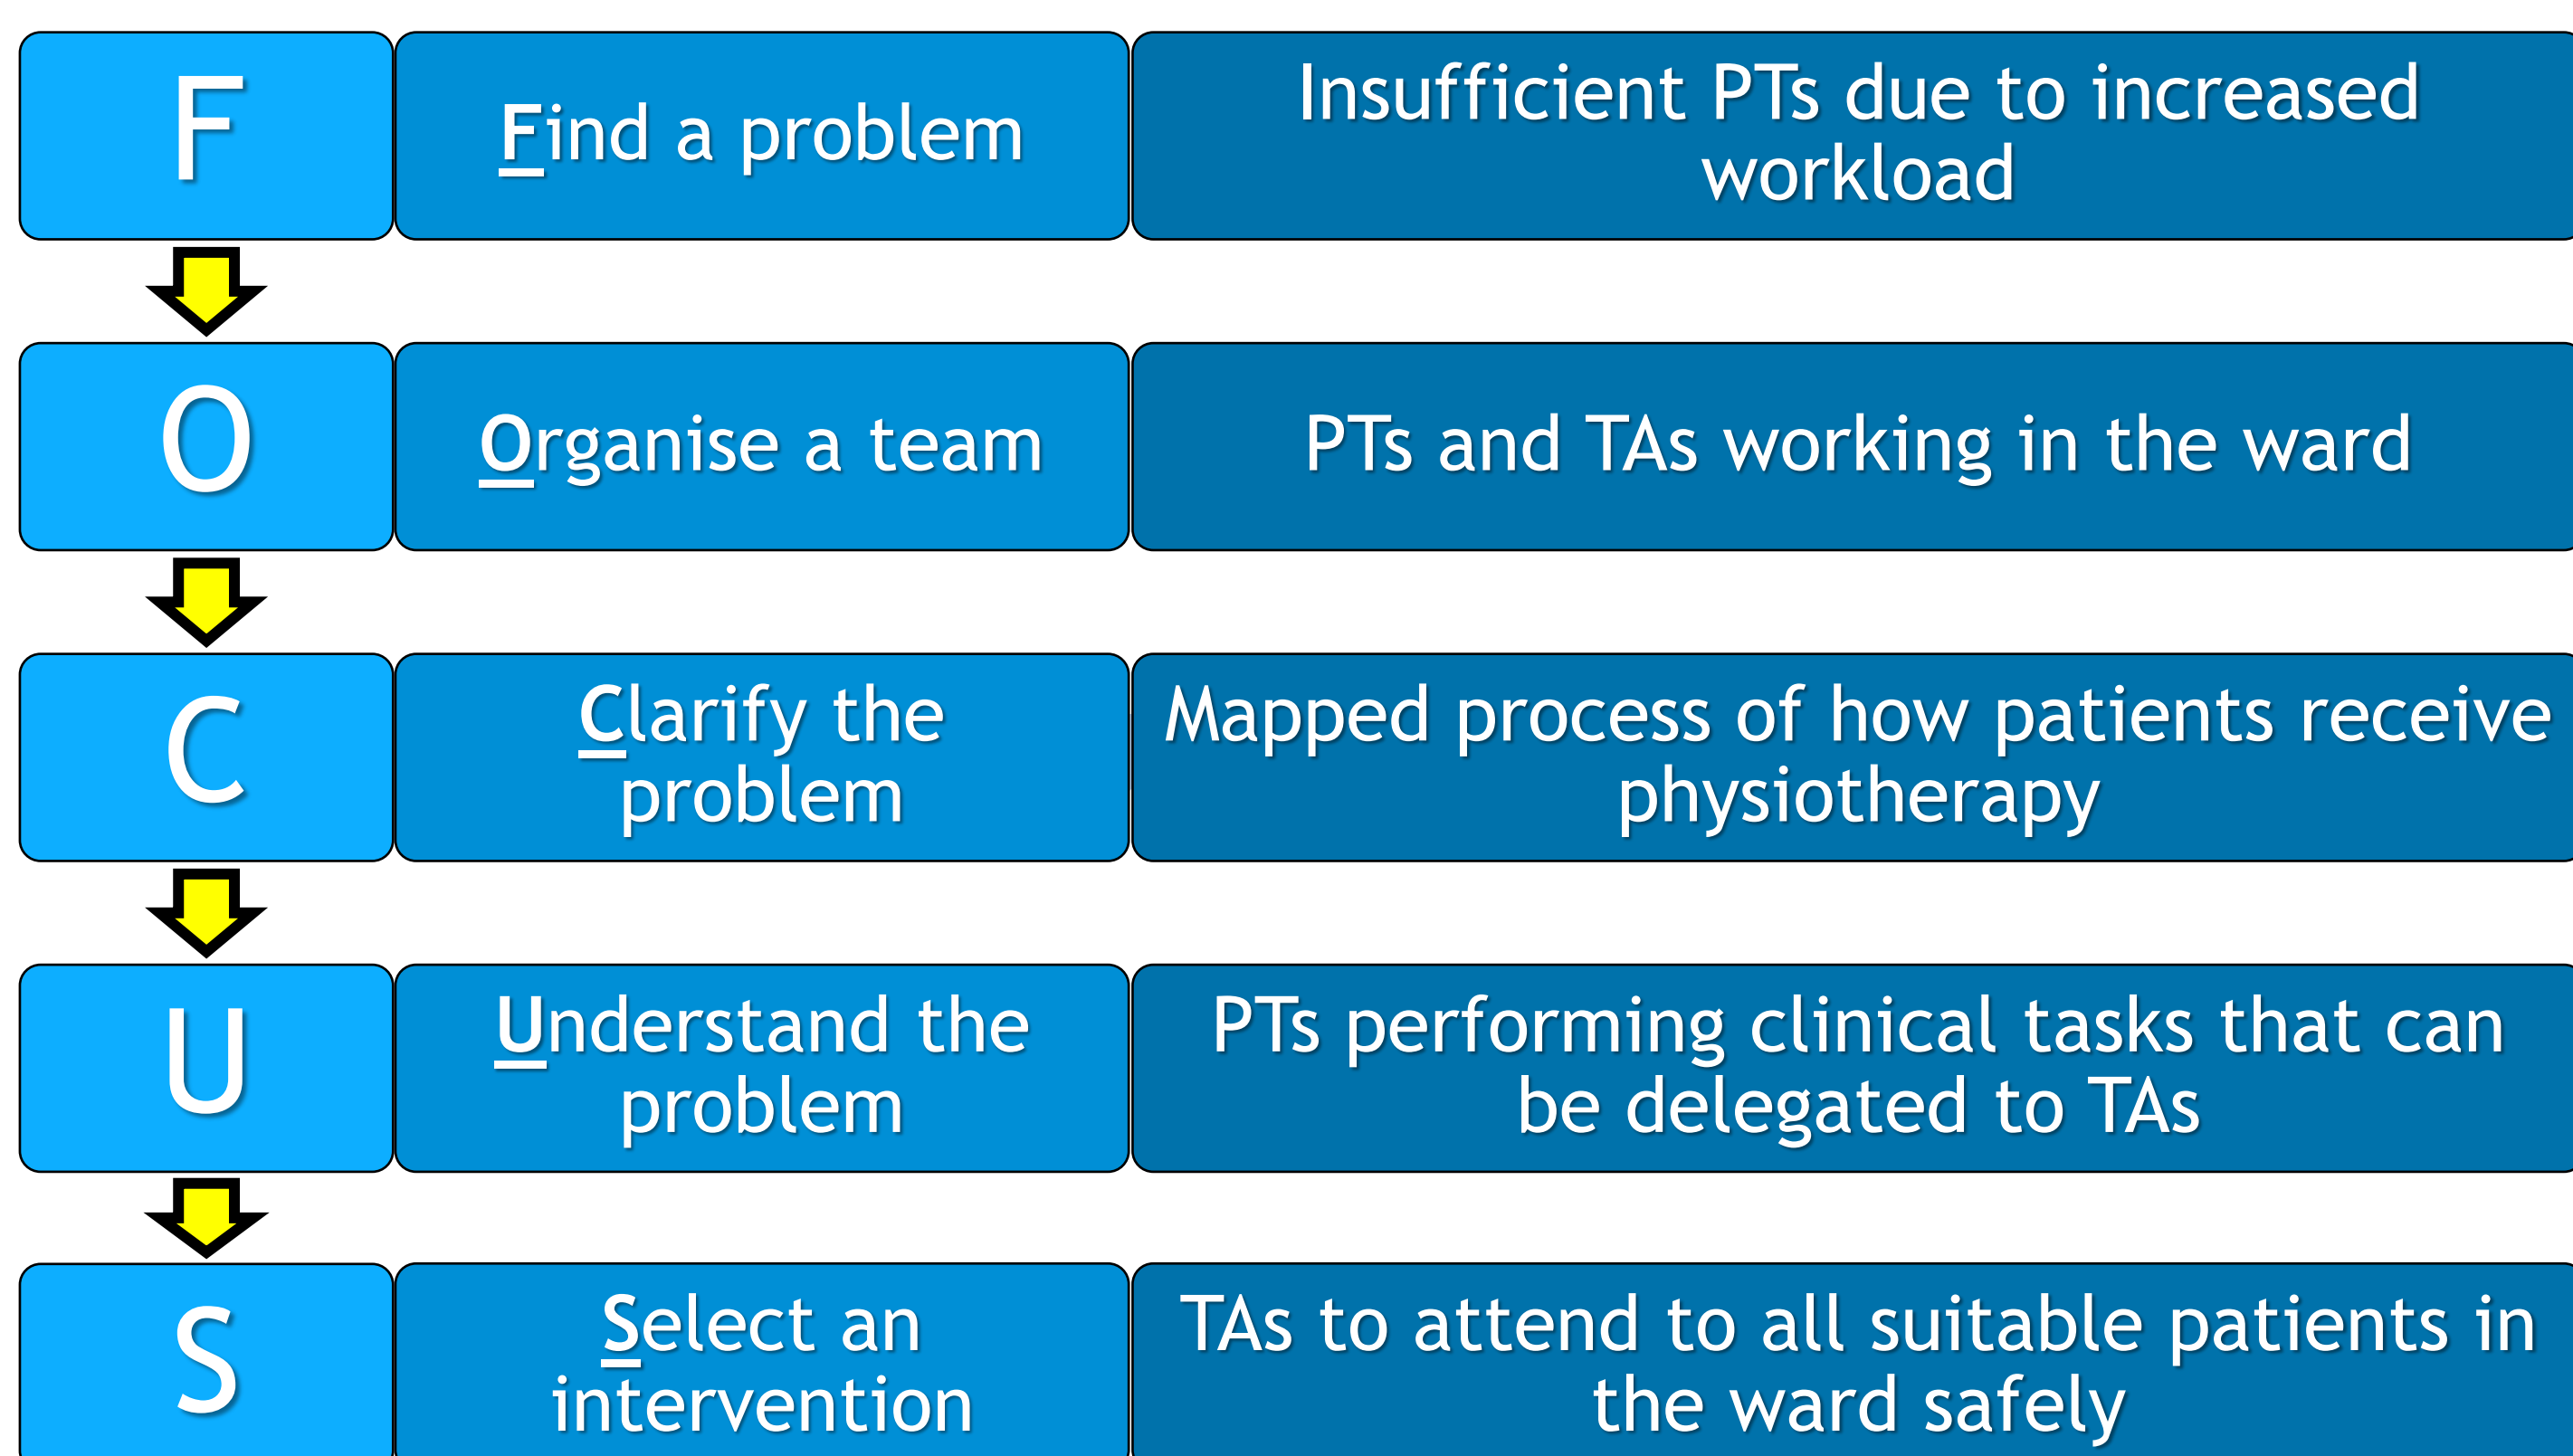 F
Find a problem
Insufficient PTs due to increased
workload
O
Organise a team
PTs and TAs working in the ward
C
Clarify the
problem
Mapped process of how patients receive
physiotherapy
U
Understand the
problem
PTs performing clinical tasks that can
be delegated to TAs
S
Select an
intervention
TAs to attend to all suitable patients in
the ward safely